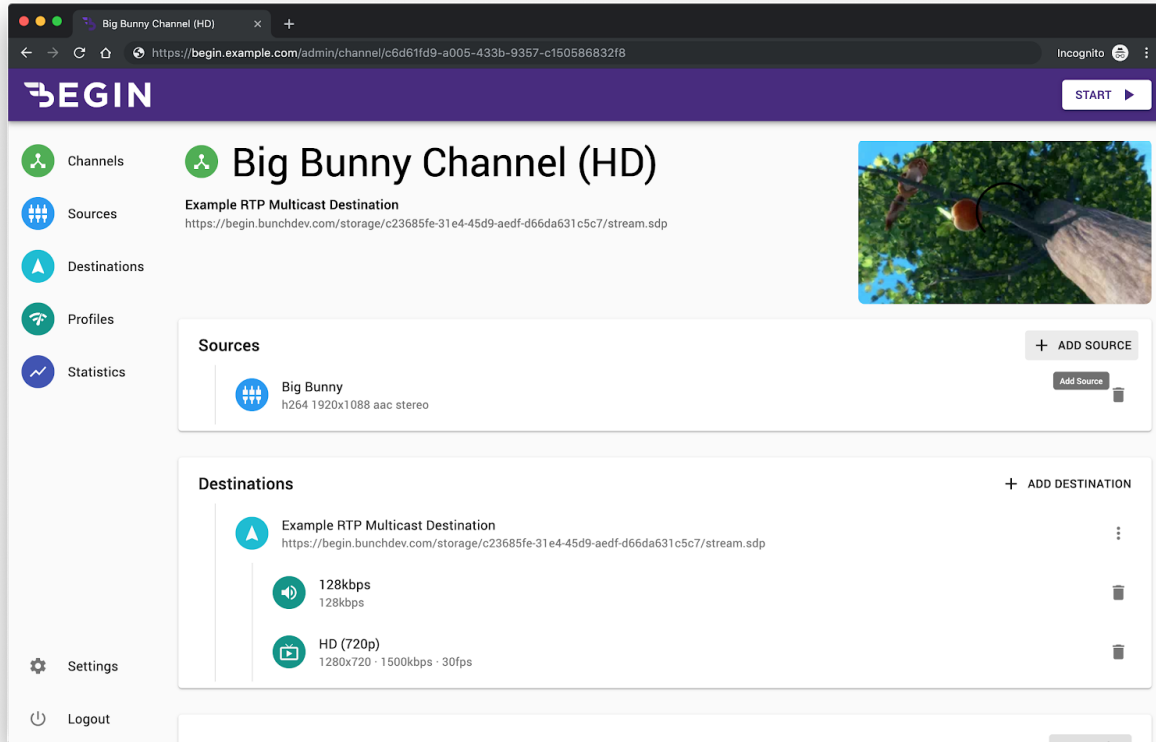 Big Bunny Channel (HD)
https://begin.example.com/admin/channel/c6d61fd9-a005-433b-9357-c150586832f8
Incognito
BEGIN
START
Channels
Sources
Destinations
Profiles
Statistics
Settings
Logout
Big Bunny Channel (HD)
Example RTP Multicast Destination
https://begin.bunchdev.com/storage/c23685fe-31e4-45d9-aedf-d66da631c5c7/stream.sdp
Sources
ADD SOURCE
Add Source
Big Bunny
h264 1920x1088 aac stereo
Destinations
ADD DESTINATION
Example RTP Multicast Destination
https://begin.bunchdev.com/storage/c23685fe-31e4-45d9-aedf-d66da631c5c7/stream.sdp
128kbps
128kbps
HD (720p)
1280x720 · 1500kbps · 30fps